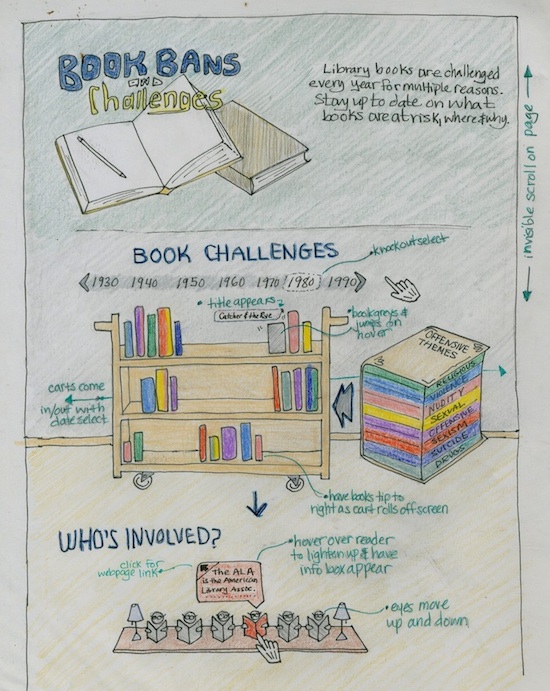 BOOK BANS
AND
Challenges
Library books are challenged
every year for multiple reasons.
Stay up to date on what
books are at risk, where & why.
invisible scroll on page
BOOK CHALLENGES
• knockout select
1930 1940 1950 1960 1970 1980 1990
• title appears
Catcher & the Rye
• book greys &
jumps on
hover
OFFENSIVE
THEMES
RELIGIOUS
VIOLENCE
NUDITY
SEXUAL
OFFENSIVE
SEXISM
SUICIDE
DRUGS
carts come
in/out with
date select
• have books tip to
right as cart rolls off screen
WHO'S INVOLVED?
• hover over reader
to lighten up & have
info box appear
click for
webpage link •
The ALA
is the American
Library Assoc.
• eyes move
up and down